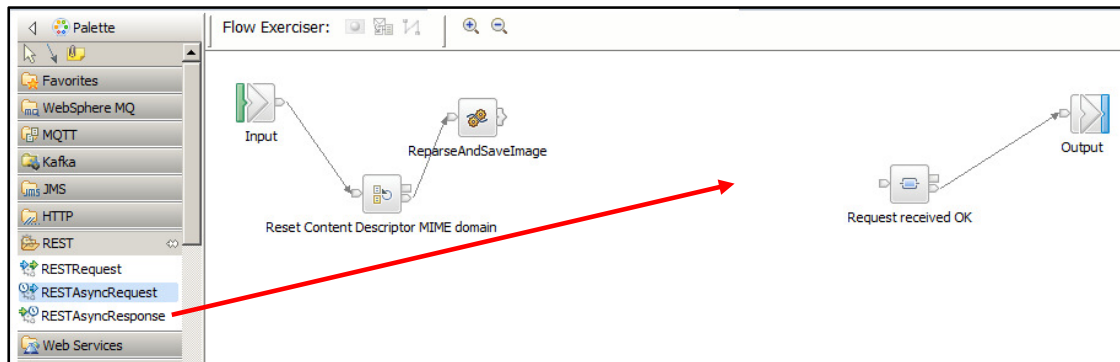 Palette
Flow Exerciser:
Favorites
WebSphere MQ
MQTT
Kafka
JMS
HTTP
REST
RESTRequest
RESTAsyncRequest
RESTAsyncResponse
Web Services
Input
ReparseAndSaveImage
Reset Content Descriptor MIME domain
Request received OK
Output